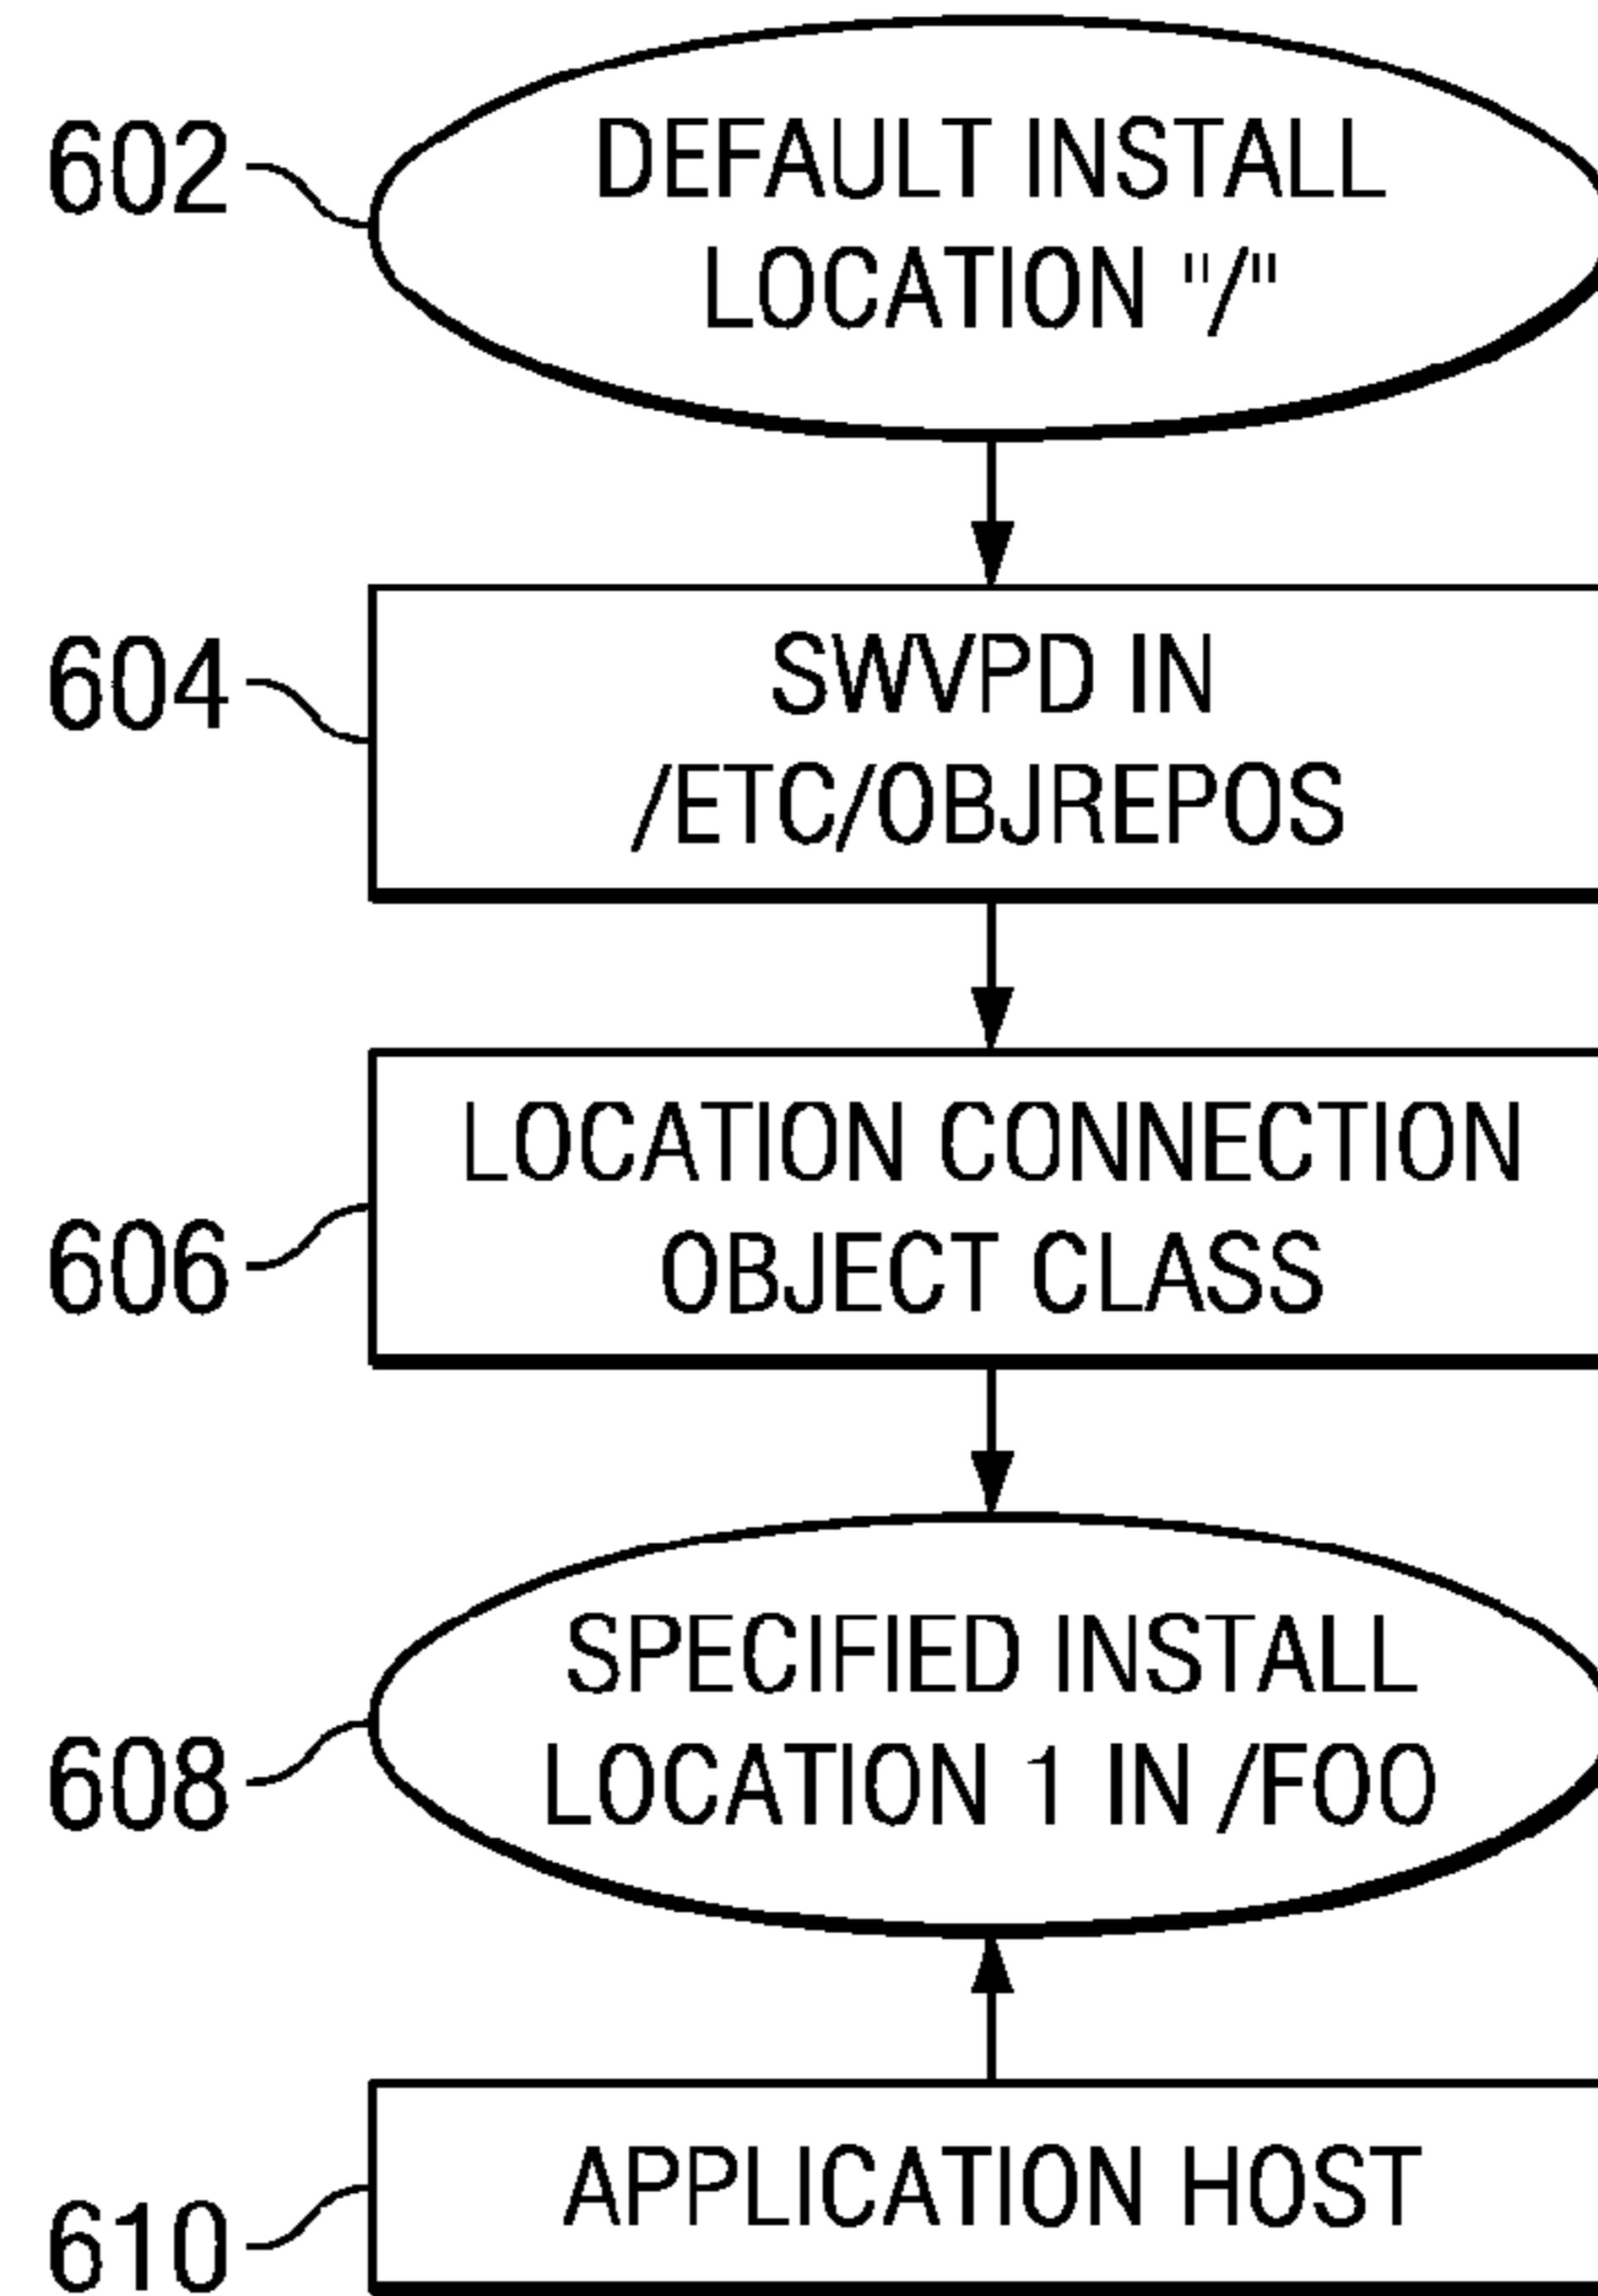 602
DEFAULT INSTALL
LOCATION "/"
604
SWVPD IN
/ETC/OBJREPOS
606
LOCATION CONNECTION
OBJECT CLASS
608
SPECIFIED INSTALL
LOCATION 1 IN /FOO
610
APPLICATION HOST